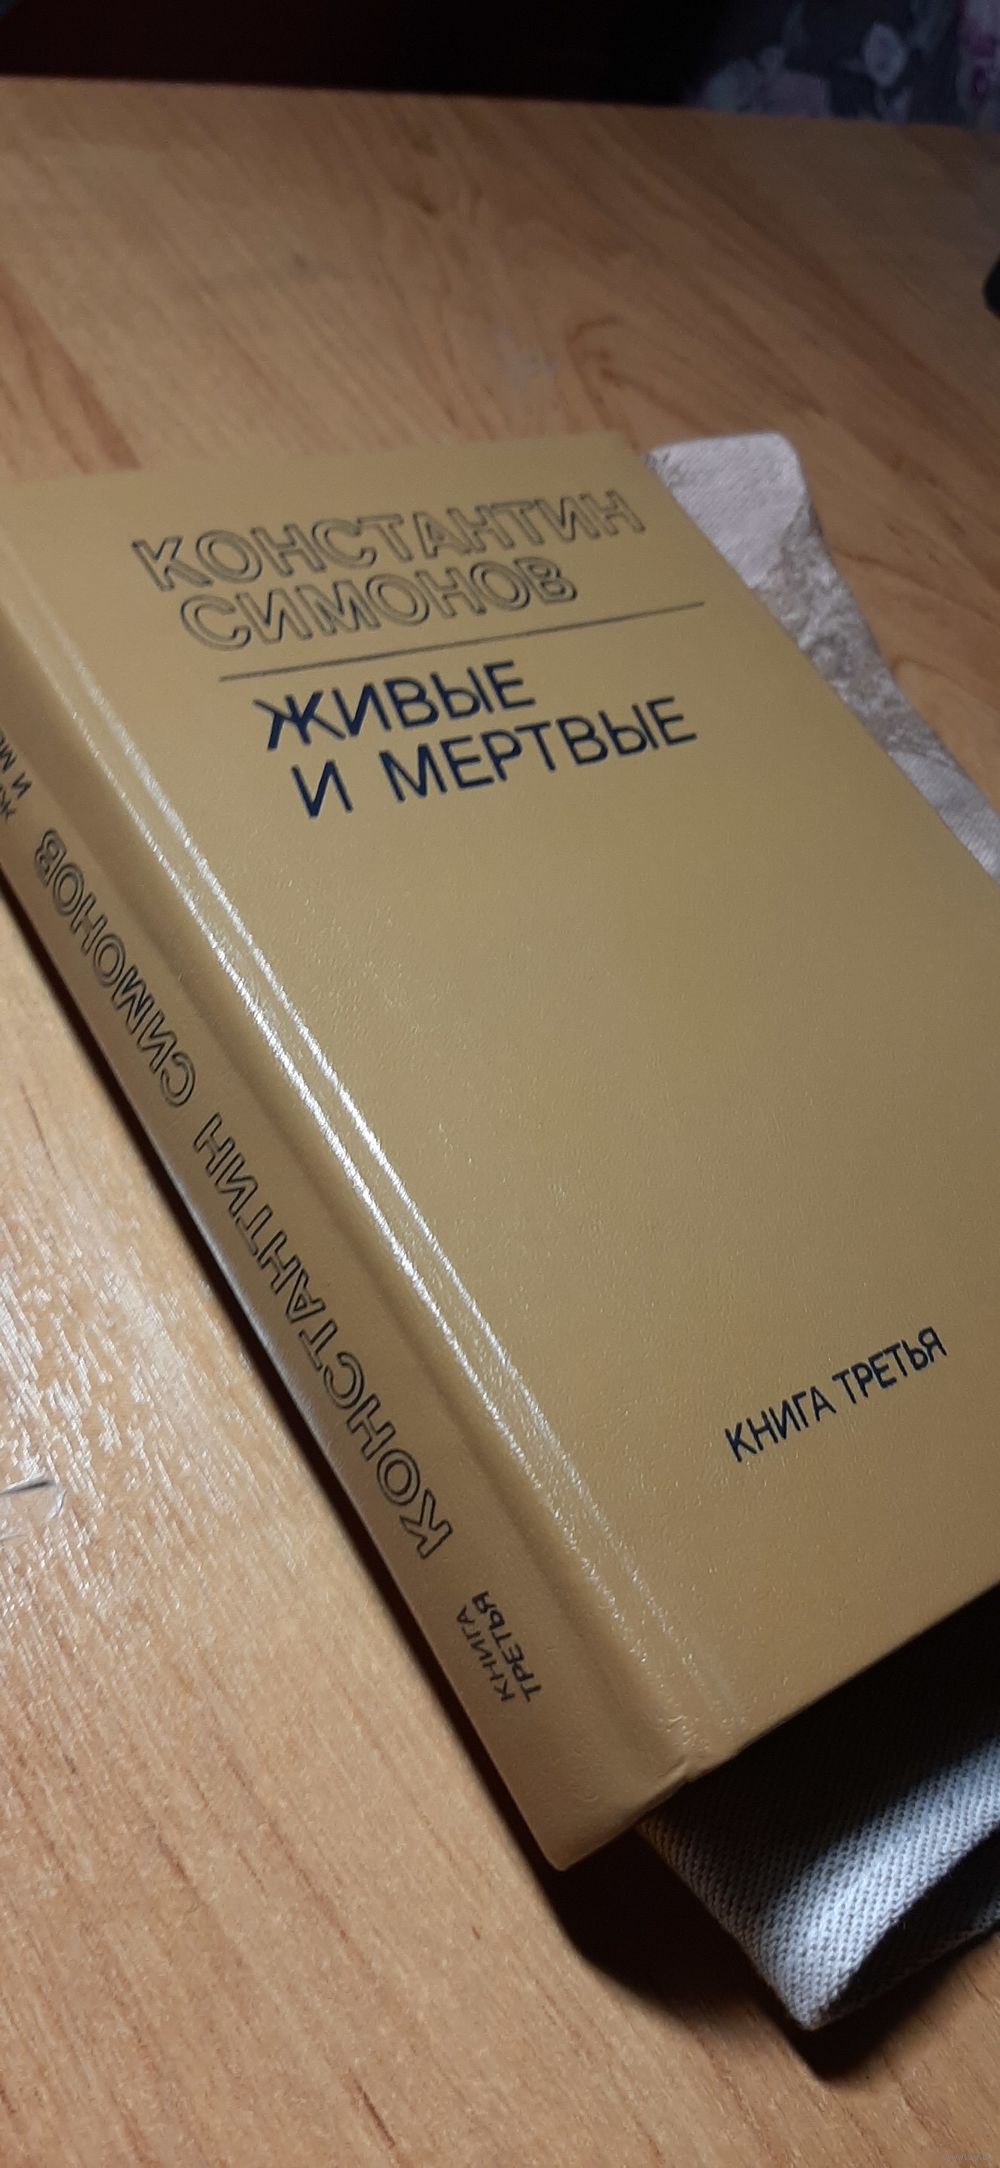 КОНСТАНТИН
СИМОНОВ
ЖИВЫЕ
И МЕРТВЫЕ
КНИГА ТРЕТЬЯ
КНИГА
ТРЕТЬЯ
КОНСТАНТИН СИМОНОВ